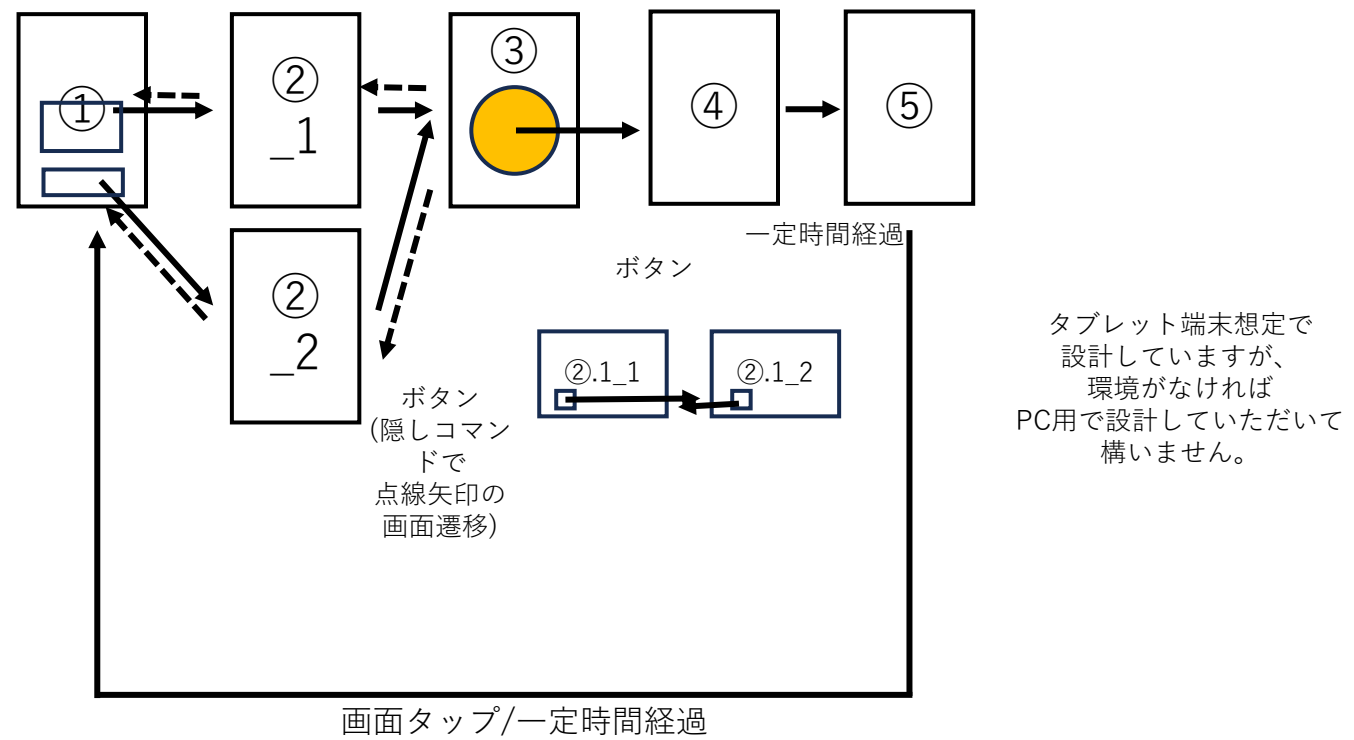 ①
②
_1
③
④
⑤
②
_2
一定時間経過
ボタン
②.1_1
②.1_2
ボタン
(隠しコマン
ドで
点線矢印の
画面遷移)
タブレット端末想定で
設計していますが、
環境がなければ
PC用で設計していただいて
構いません。
画面タップ/一定時間経過